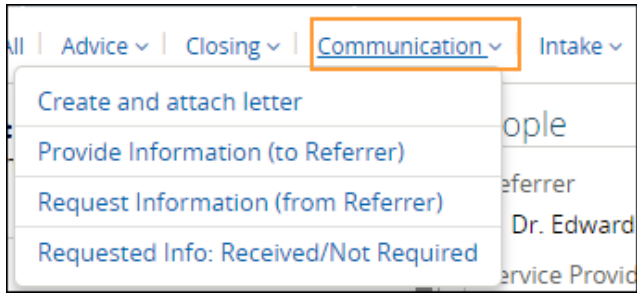 All Advice Closing Communication Intake
Create and attach letter
Provide Information (to Referrer)
Request Information (from Referrer)
Requested Info: Received/Not Required
ople
eferrer
Dr. Edward
ervice Provid